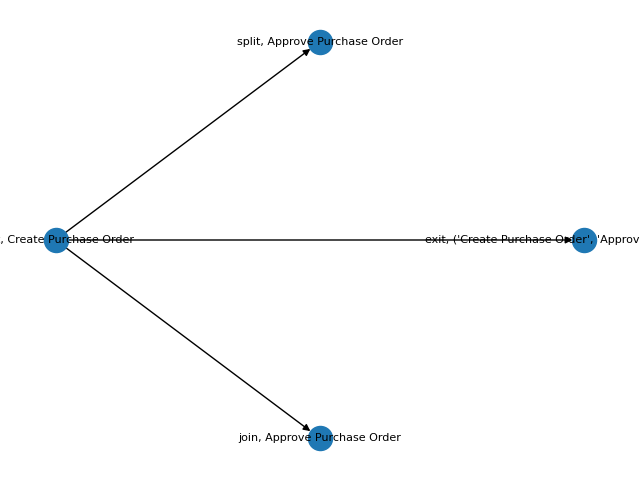 split, Approve Purchase Order
, Create Purchase Order
exit, ('Create Purchase Order', 'Approv
join, Approve Purchase Order